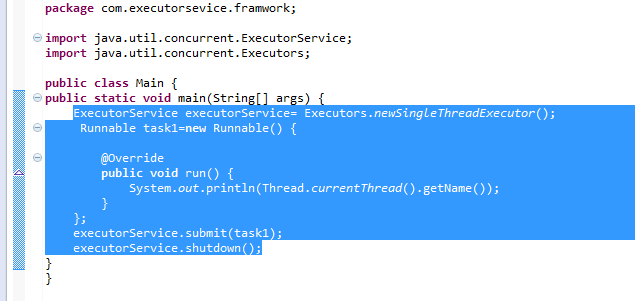 package com.executorsevice.framwork;
import java.util.concurrent.ExecutorService;
import java.util.concurrent.Executors;
public class Main {
public static void main(String[] args) {
ExecutorService executorService= Executors.newSingleThreadExecutor();
Runnable task1=new Runnable() {
@Override
public void run() {
System.out.println(Thread.currentThread().getName());
}
};
executorService.submit(task1);
executorService.shutdown();
}
}